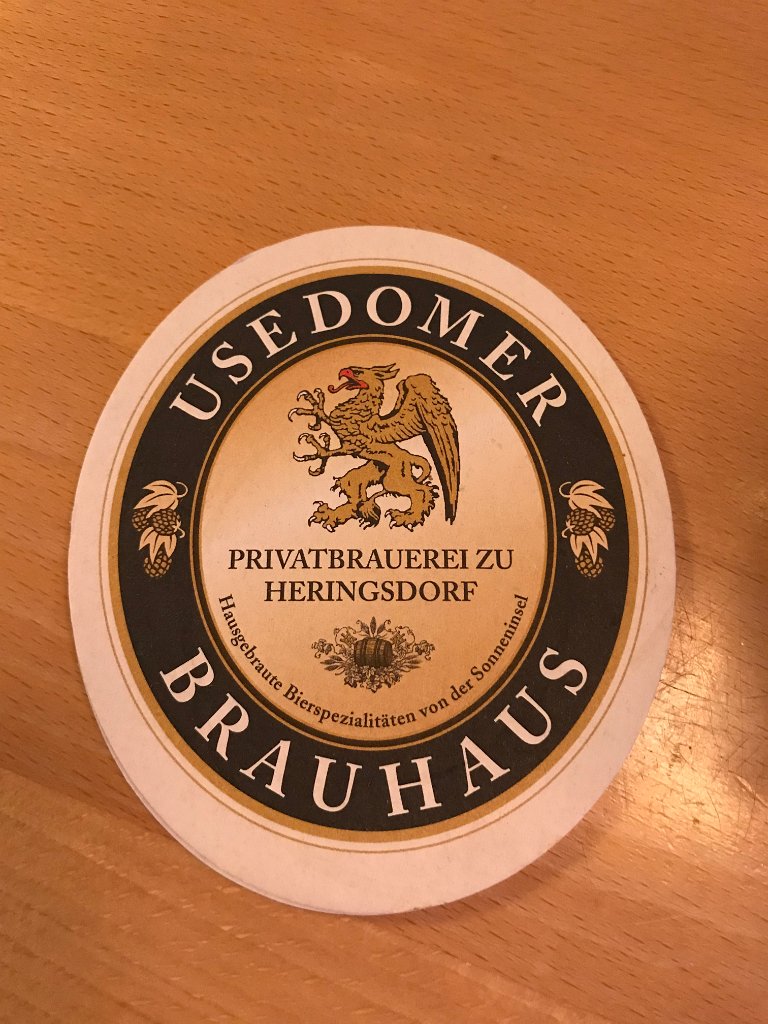 USEDOMER
PRIVATBRAUEREI ZU
HERINGSDORF
Hausgebraute Bierspezialitäten von der Sonneninsel
BRAUHAUS